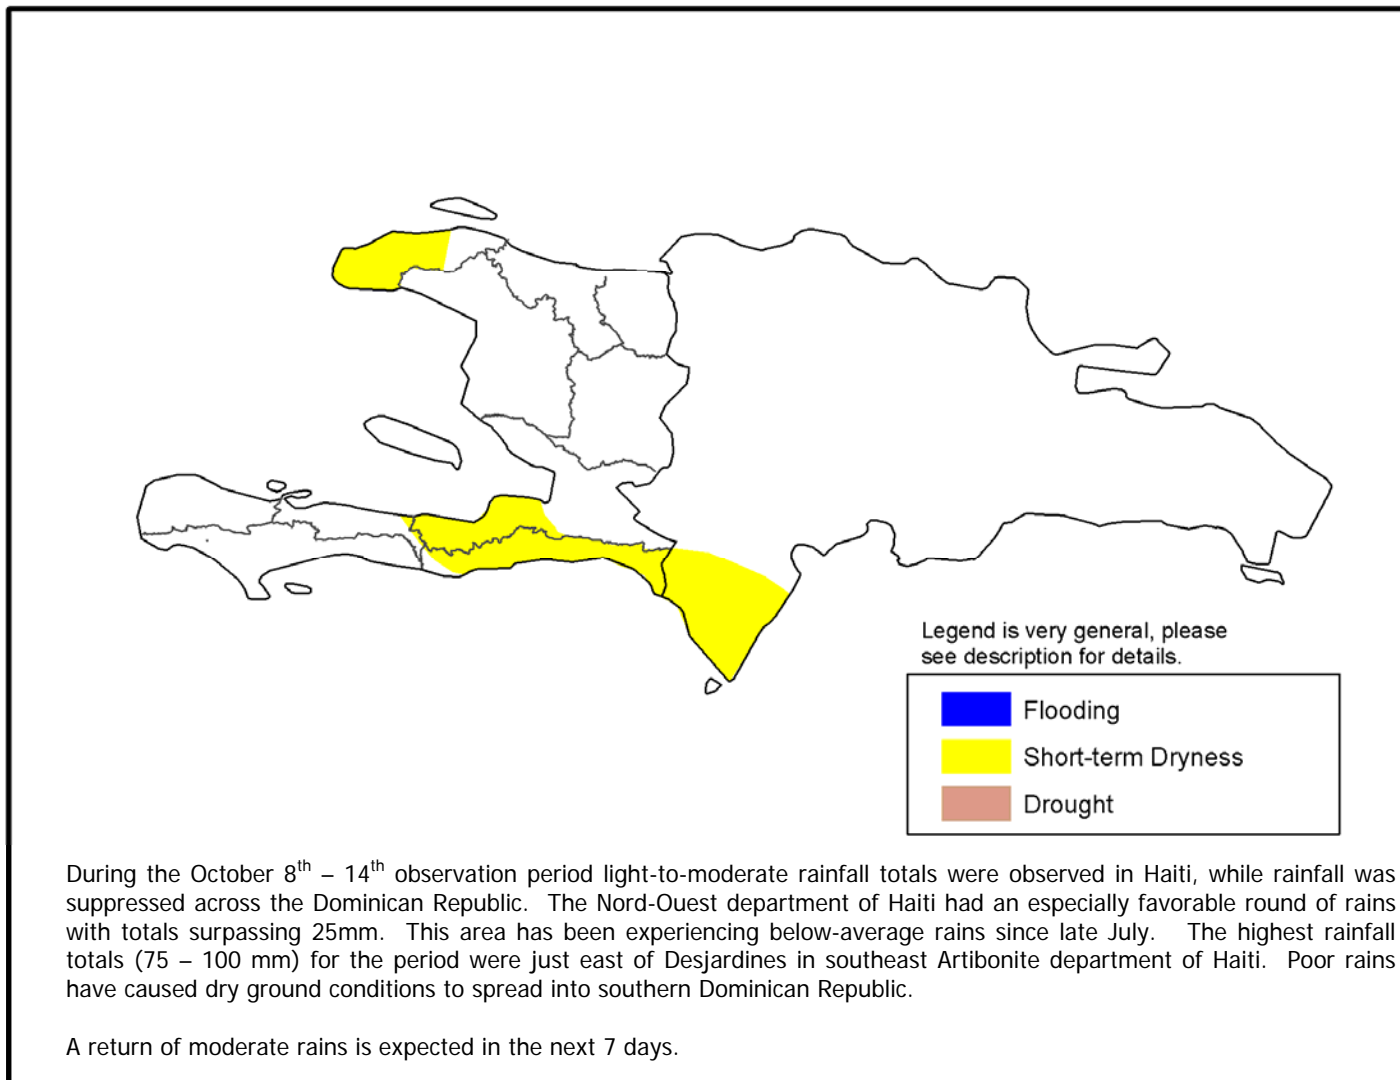 Legend is very general, please
see description for details.
Flooding
Short-term Dryness
Drought
During the October 8th – 14th observation period light-to-moderate rainfall totals were observed in Haiti, while rainfall was
suppressed across the Dominican Republic. The Nord-Ouest department of Haiti had an especially favorable round of rains
with totals surpassing 25mm. This area has been experiencing below-average rains since late July. The highest rainfall
totals (75 – 100 mm) for the period were just east of Desjardines in southeast Artibonite department of Haiti. Poor rains
have caused dry ground conditions to spread into southern Dominican Republic.
A return of moderate rains is expected in the next 7 days.